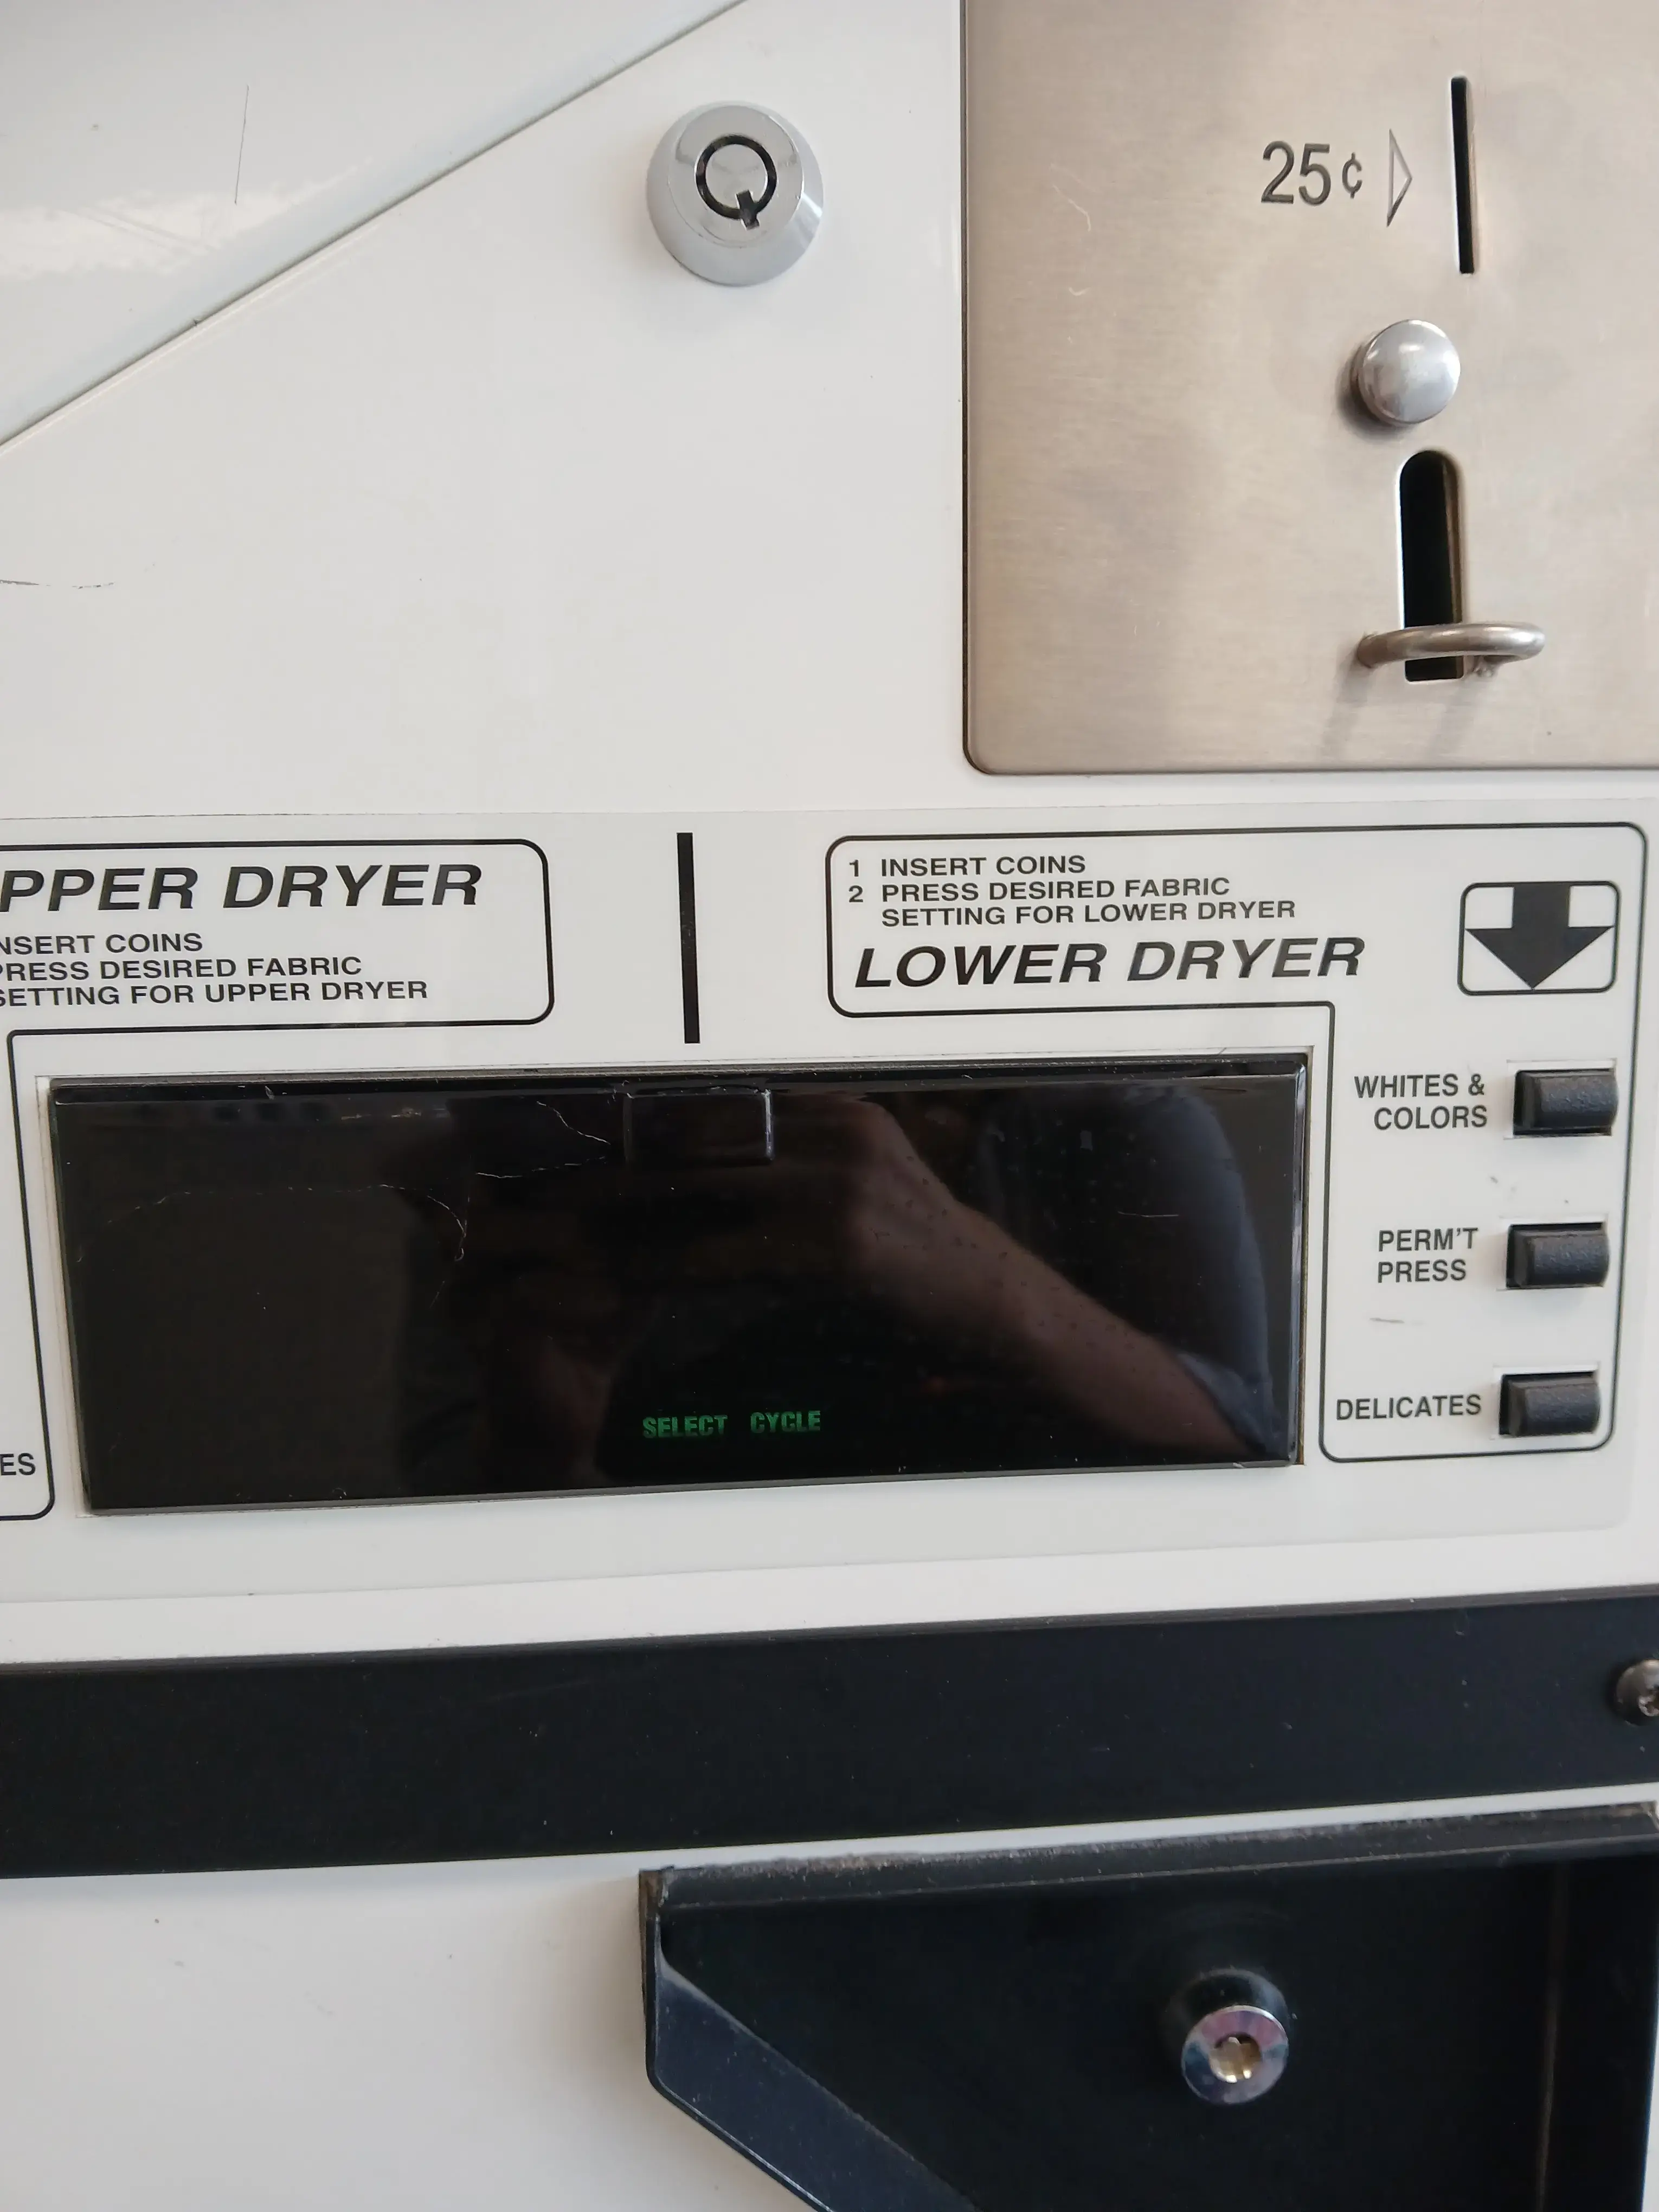 25¢
PPER DRYER
NSERT COINS
PRESS DESIRED FABRIC
SETTING FOR UPPER DRYER
1 INSERT COINS
2 PRESS DESIRED FABRIC
SETTING FOR LOWER DRYER
LOWER DRYER
WHITES &
COLORS
PERM'T
PRESS
DELICATES
SELECT CYCLE
ES